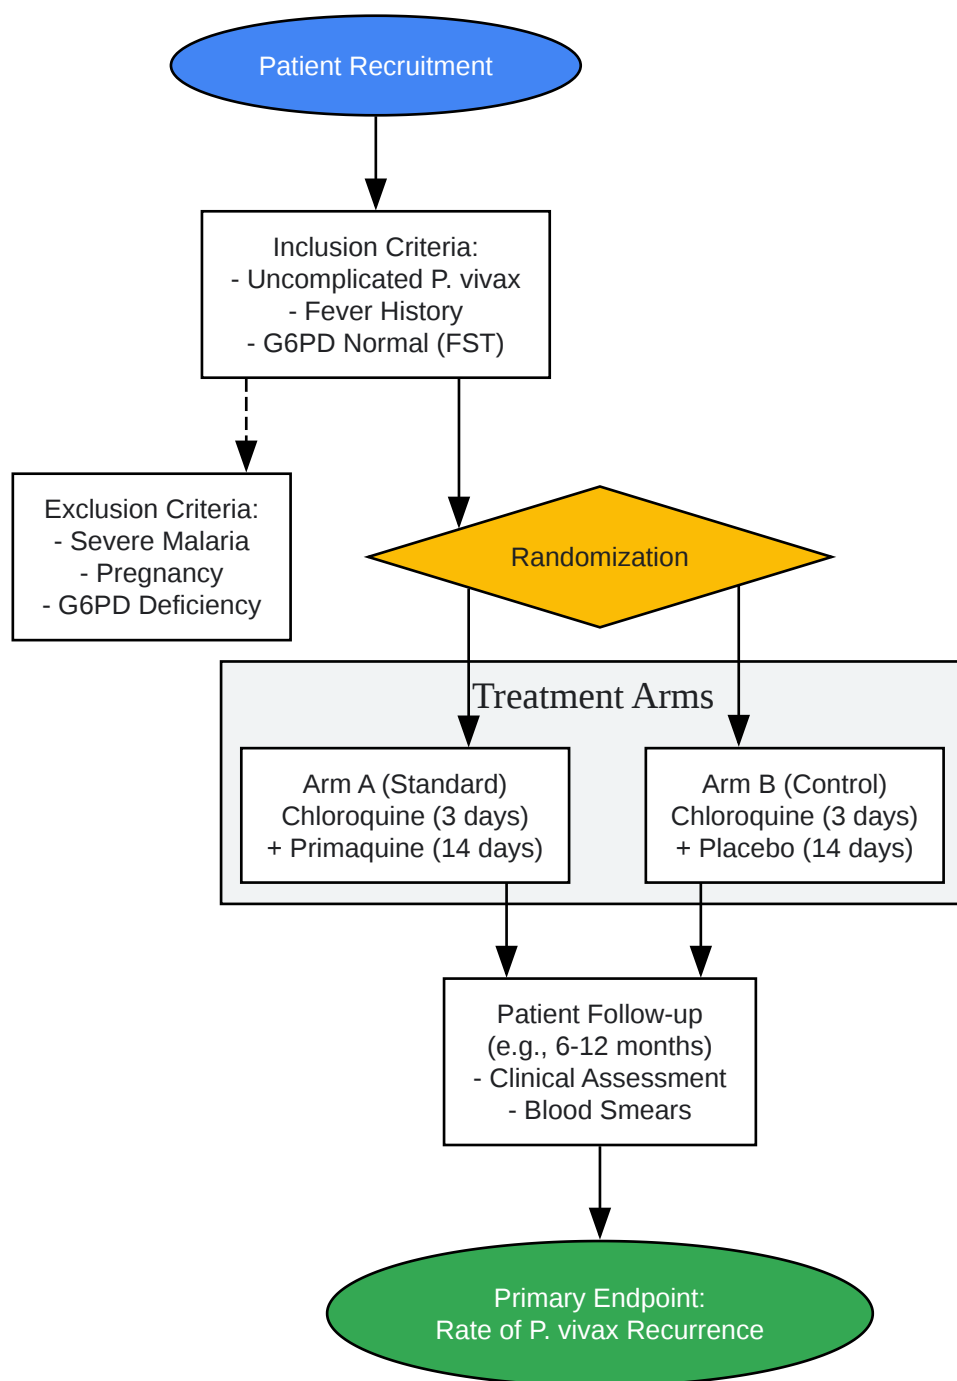 Patient Recruitment
Inclusion Criteria:
- Uncomplicated P. vivax
- Fever History
- G6PD Normal (FST)
Exclusion Criteria:
- Severe Malaria
- Pregnancy
- G6PD Deficiency
Randomization
Treatment Arms
Arm A (Standard)
Chloroquine (3 days)
+ Primaquine (14 days)
Arm B (Control)
Chloroquine (3 days)
+ Placebo (14 days)
Patient Follow-up
(e.g., 6-12 months)
- Clinical Assessment
- Blood Smears
Primary Endpoint:
Rate of P. vivax Recurrence